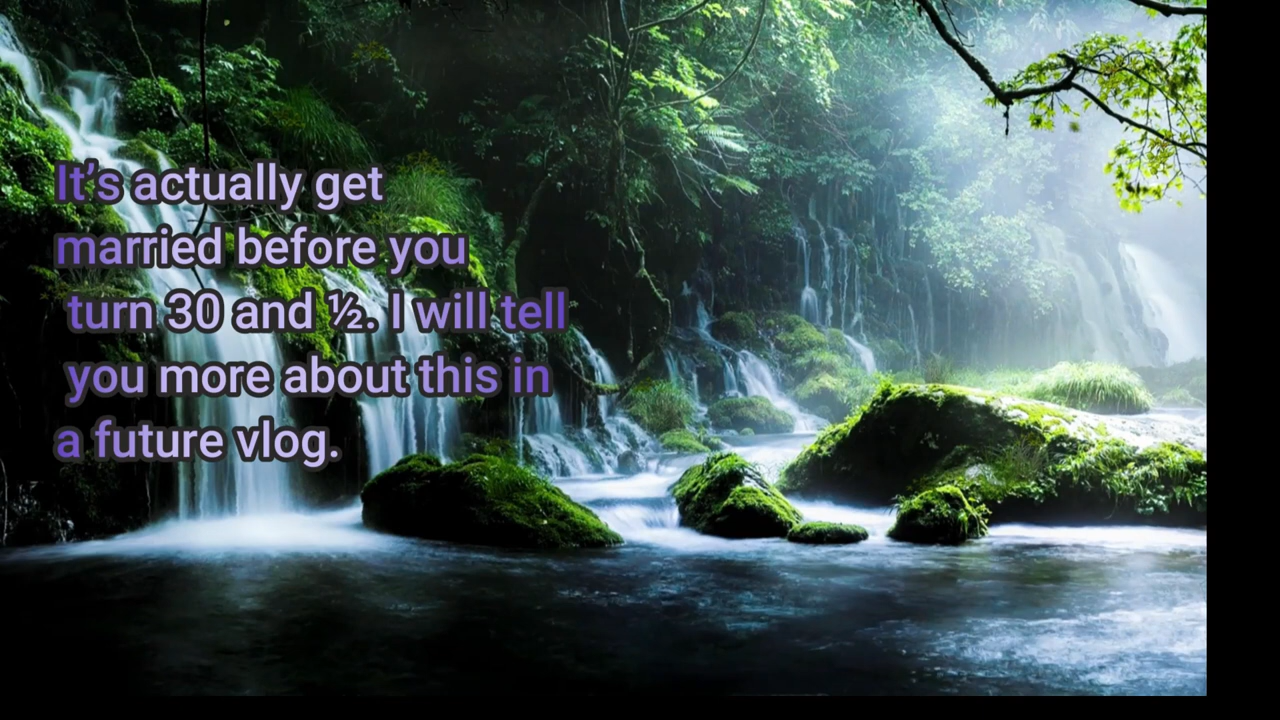 It’s actually get
married before you
turn 30 and ½. I will tell
you more about this in
a future vlog.